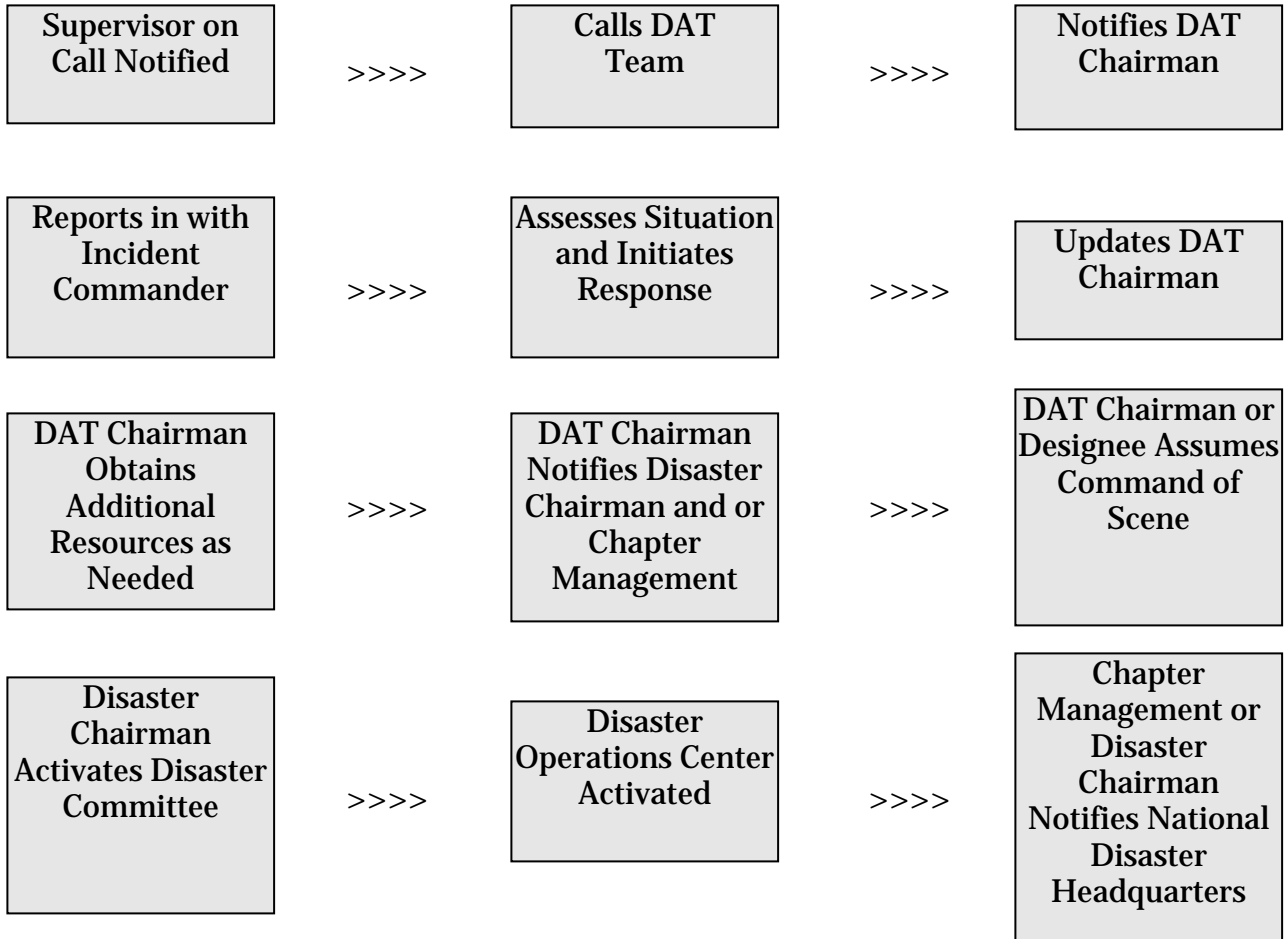 Supervisor on
Call Notified
>>>>
Calls DAT
Team
>>>>
Notifies DAT
Chairman
Reports in with
Incident
Commander
>>>>
Assesses Situation
and Initiates
Response
>>>>
Updates DAT
Chairman
DAT Chairman
Obtains
Additional
Resources as
Needed
>>>>
DAT Chairman
Notifies Disaster
Chairman and or
Chapter
Management
>>>>
DAT Chairman or
Designee Assumes
Command of
Scene
Disaster
Chairman
Activates Disaster
Committee
>>>>
Disaster
Operations Center
Activated
>>>>
Chapter
Management or
Disaster
Chairman
Notifies National
Disaster
Headquarters